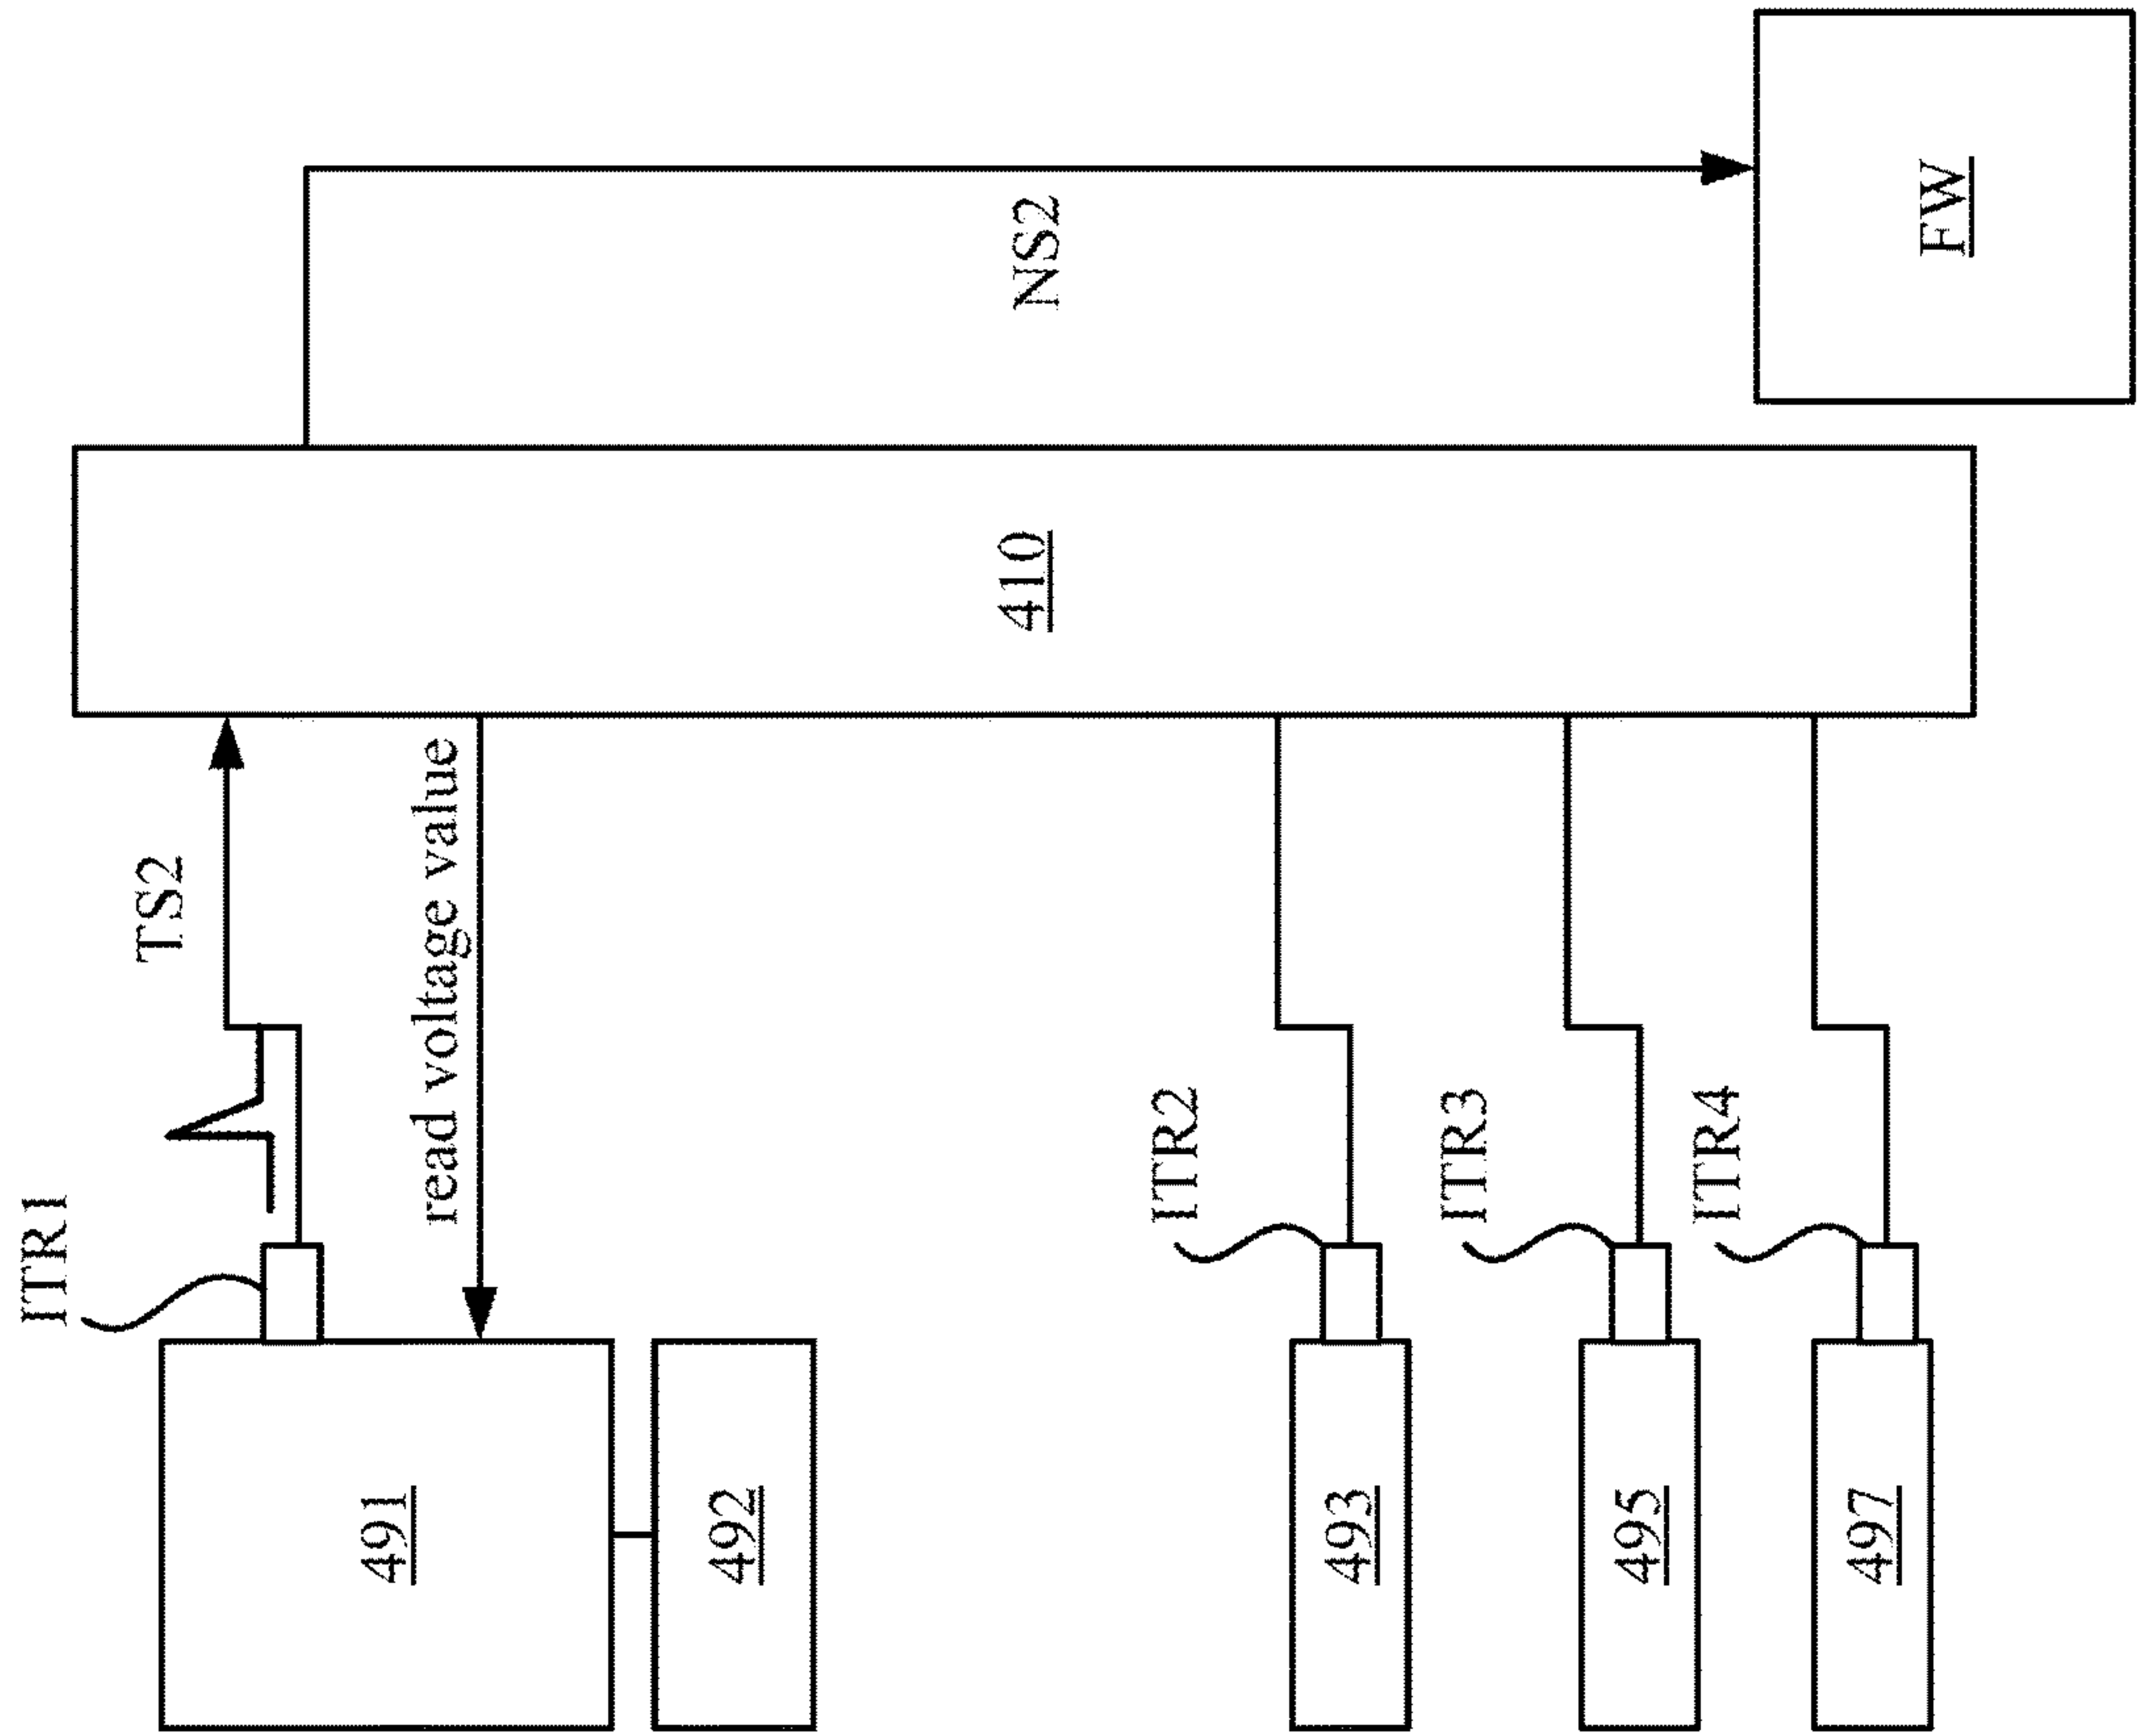 ITR1
TS2
read voltage value
491
492
ITR2
493
ITR3
495
ITR4
497
410
NS2
FW